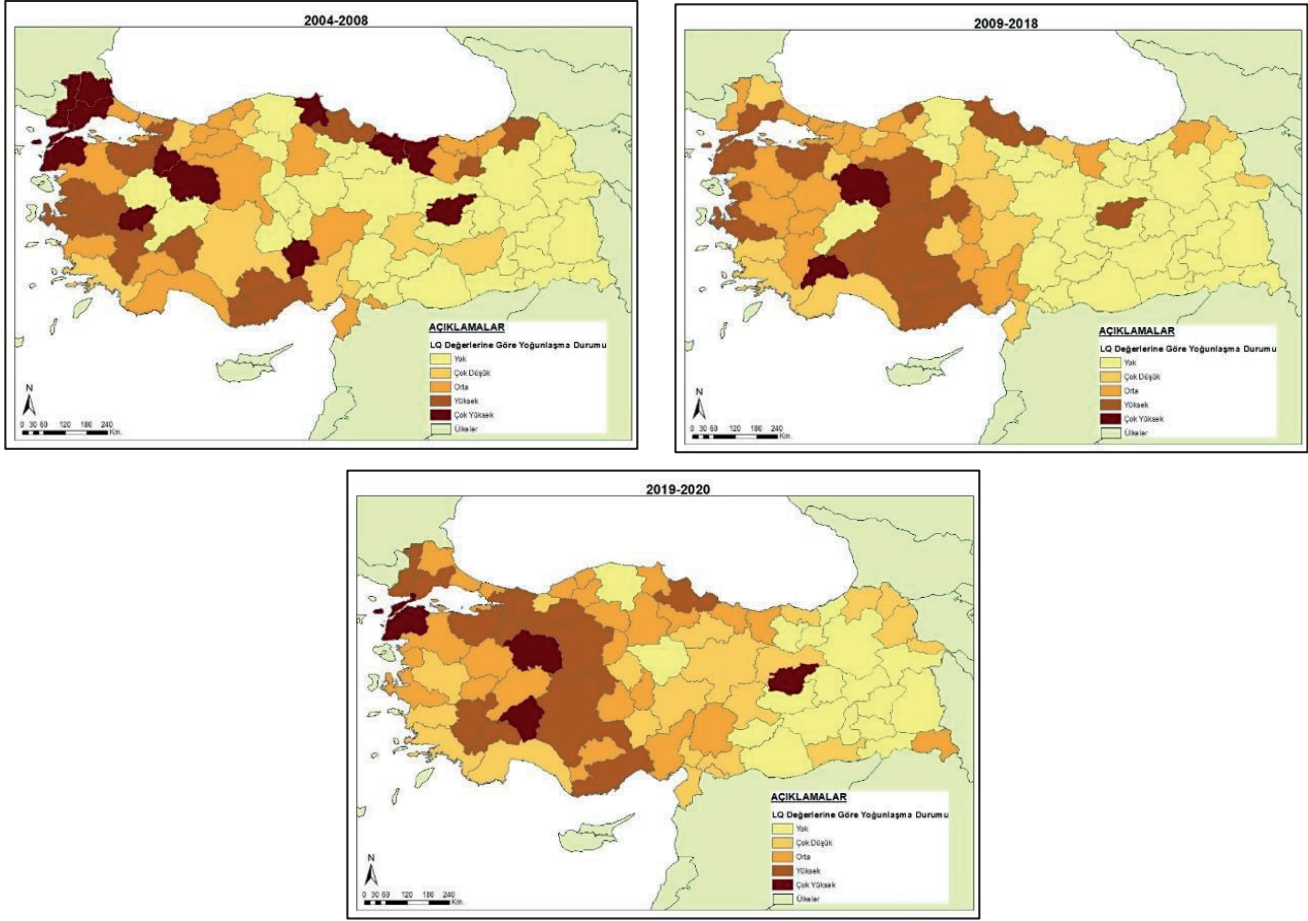 2004-2008
AÇIKLAMALAR
LQ Değerlerine Göre Yoğunlaşma Durumu
Yok
Çok Düşük
Orta
Yüksek
Çok Yüksek
Ülkeler
N
0 30 60 120 180 240
Km.
2009-2018
AÇIKLAMALAR
LQ Değerlerine Göre Yoğunlaşma Durumu
Yok
Çok Düşük
Orta
Yüksek
Çok Yüksek
Ülkeler
N
0 30 60 120 180 240
Km.
2019-2020
AÇIKLAMALAR
LQ Değerlerine Göre Yoğunlaşma Durumu
Yok
Çok Düşük
Orta
Yüksek
Çok Yüksek
Ülkeler
N
0 30 60 120 180 240
Km.